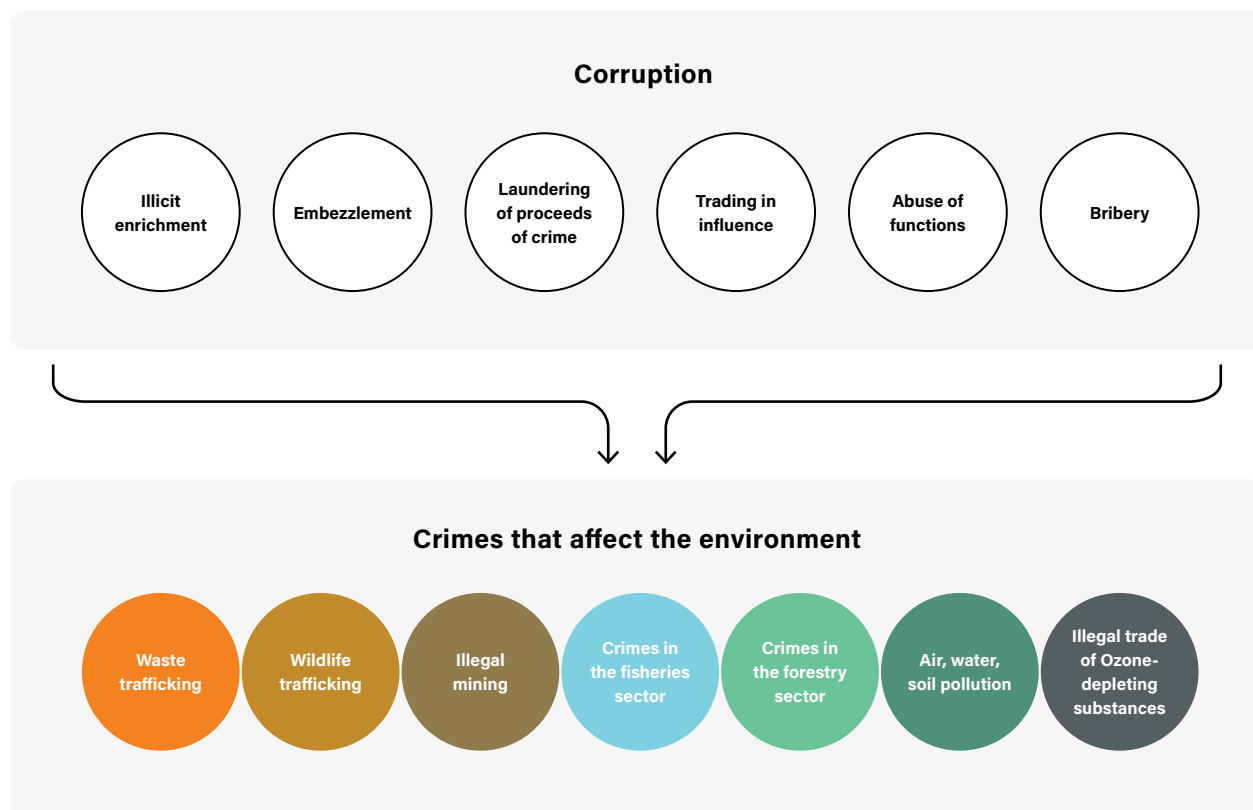 Corruption
Illicit
enrichment
Embezzlement
Laundering
of proceeds
of crime
Trading in
influence
Abuse of
functions
Bribery
Crimes that affect the environment
Waste
trafficking
Wildlife
trafficking
Illegal
mining
Crimes in
the fisheries
sector
Crimes in
the forestry
sector
Air, water,
soil pollution
Illegal trade
of Ozone-
depleting
substances